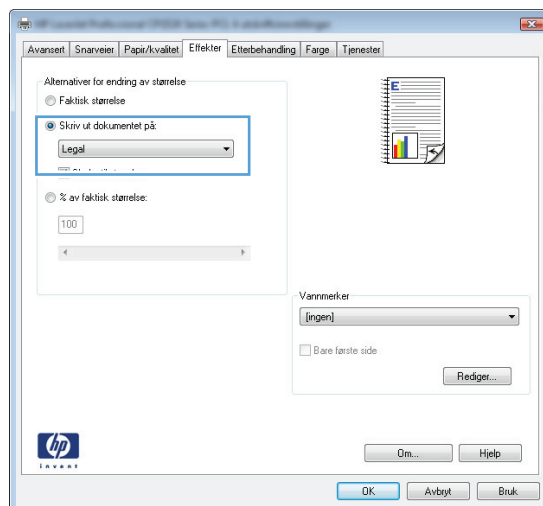 Avansert Snarveier Papir/kvalitet Effekter Etterbehandling Farge Tjenester
Alternativer for endring av størrelse
Faktisk størrelse
Skriv ut dokumentet på:
Legal
% av faktisk størrelse:
100
E
Vannmerker
[ingen]
Bare første side
Rediger...
hp
invent
Om... Hjelp
OK Avbryt Bruk